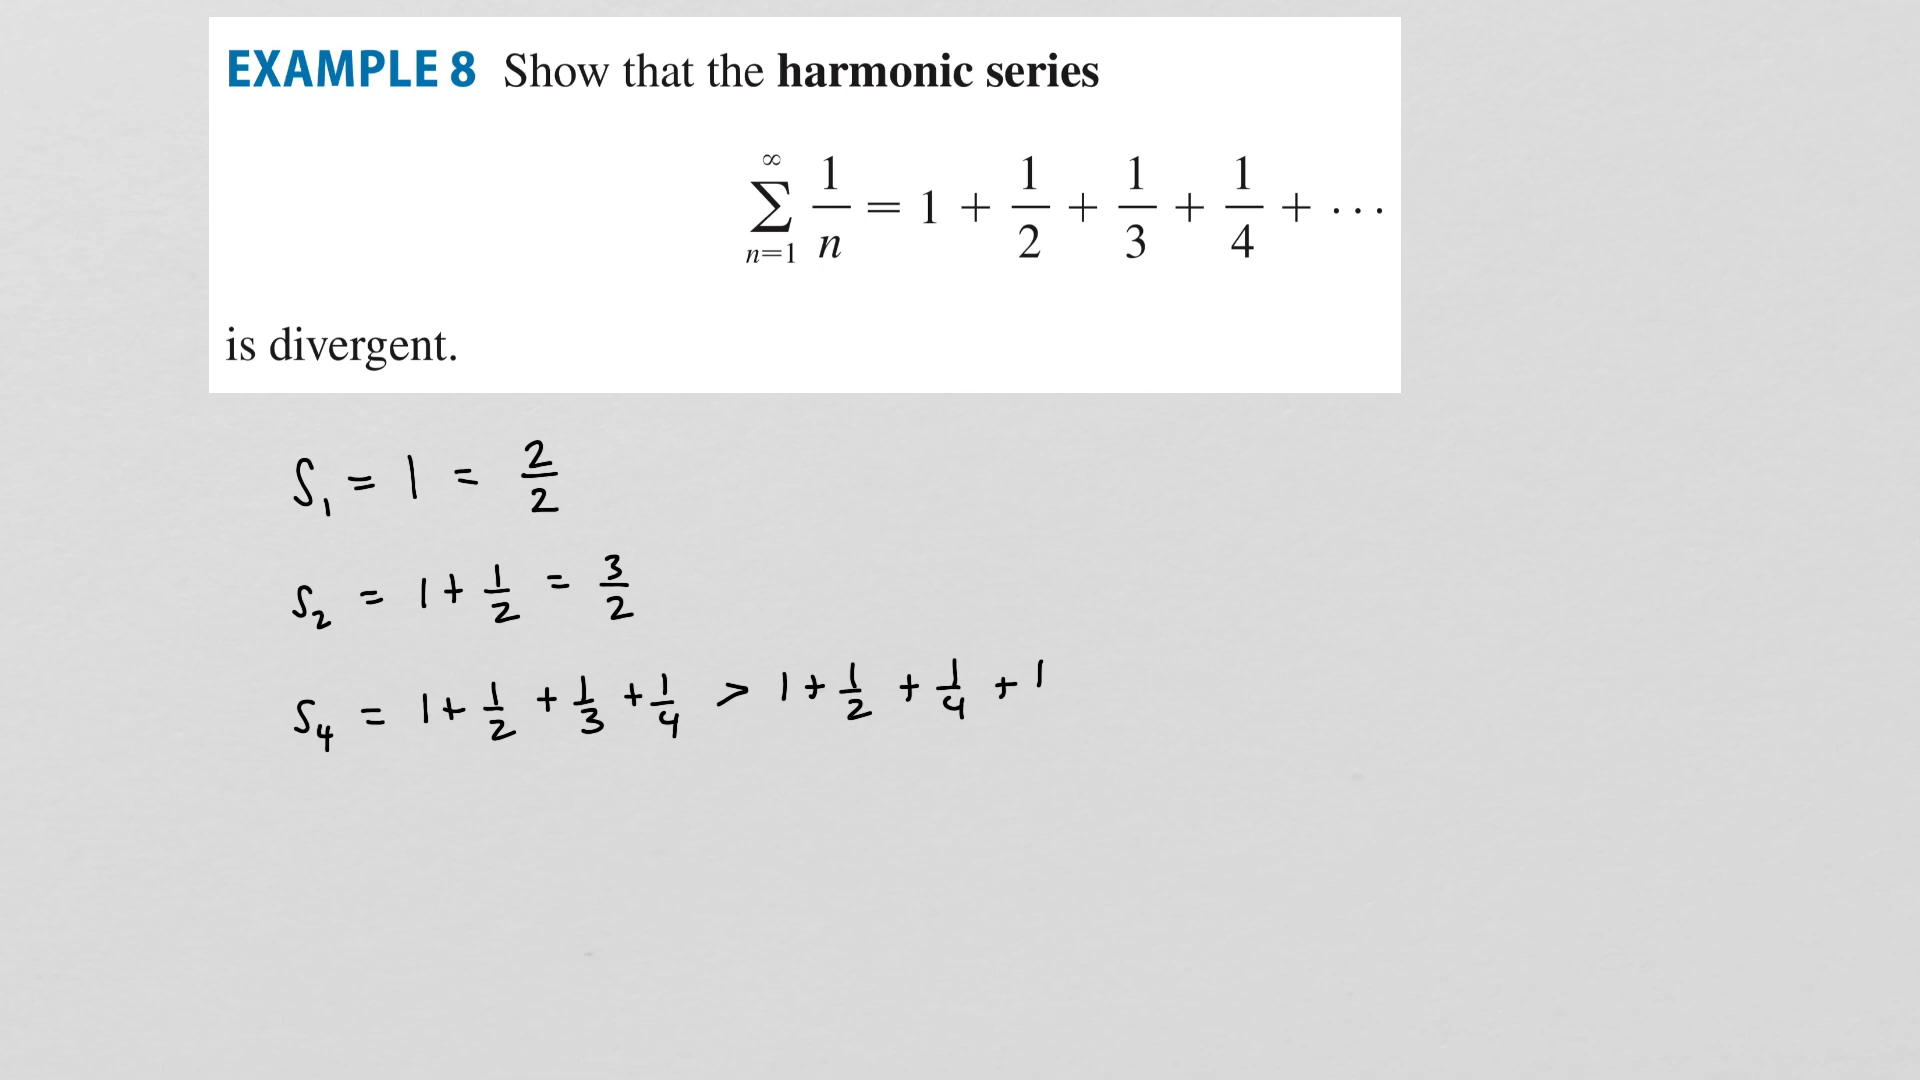 EXAMPLE 8 Show that the harmonic series
∞
∑ 1/n = 1 + 1/2 + 1/3 + 1/4 + ···
n=1
is divergent.
S₁ = 1 = 2/2
S₂ = 1 + 1/2 = 3/2
S₄ = 1 + 1/2 + 1/3 + 1/4 > 1 + 1/2 + 1/4 + 1